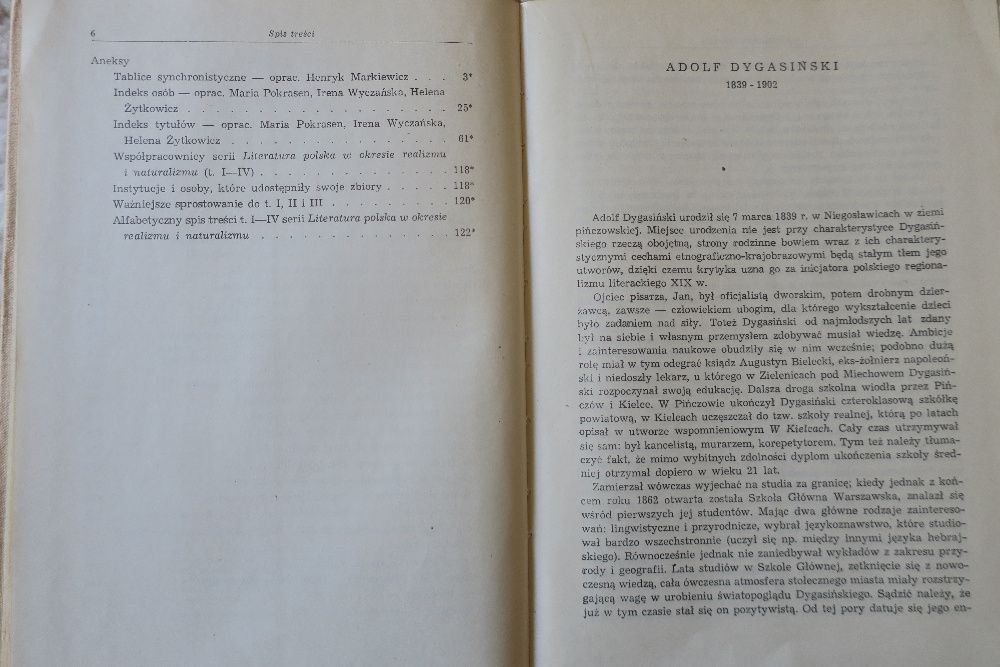 6
Spis treści
Aneksy
Tablice synchronistyczne — oprac. Henryk Markiewicz . . . 3*
Indeks osób — oprac. Maria Pokrasen, Irena Wyczańska, Helena
Żytkowicz . . . . . . . . . . . . . . . . 25*
Indeks tytułów — oprac. Maria Pokrasen, Irena Wyczańska,
Helena Żytkowicz . . . . . . . . . . . . . 61*
Współpracownicy serii Literatura polska w okresie realizmu
i naturalizmu (t. I—IV) . . . . . . . . . . . . 118*
Instytucje i osoby, które udostępniły swoje zbiory . . . . . 118*
Ważniejsze sprostowanie do t. I, II i III . . . . . . . . 120*
Alfabetyczny spis treści t. I—IV serii Literatura polska w okresie
realizmu i naturalizmu . . . . . . . . . . . . 122*
ADOLF DYGASIŃSKI
1839 - 1902
Adolf Dygasiński urodził się 7 marca 1839 r. w Niegosławicach w ziemi
pińczowskiej. Miejsce urodzenia nie jest przy charakterystyce Dygasiń-
skiego rzeczą obojętną, strony rodzinne bowiem wraz z ich charaktery-
stycznymi cechami etnograficzno-krajobrazowymi będą stałym tłem jego
utworów, dzięki czemu krytyka uzna go za inicjatora polskiego regiona-
lizmu literackiego XIX w.
Ojciec pisarza, Jan, był oficjalistą dworskim, potem drobnym dzier-
żawcą, zawsze — człowiekiem ubogim, dla którego wykształcenie dzieci
było zadaniem nad siły. Toteż Dygasiński od najmłodszych lat zdany
był na siebie i własnym przemysłem zdobywać musiał wiedzę. Ambicje
i zainteresowania naukowe obudziły się w nim wcześnie; podobno dużą
rolę miał w tym odegrać ksiądz Augustyn Bielecki, eks-żołnierz napoleoń-
ski i niedoszły lekarz, u którego w Zielenicach pod Miechowem Dygasiń-
ski rozpoczynał swoją edukację. Dalsza droga szkolna wiodła przez Piń-
czów i Kielce. W Pińczowie ukończył Dygasiński czteroklasową szkółkę
powiatową, w Kielcach uczęszczał do tzw. szkoły realnej, którą po latach
opisał w utworze wspomnieniowym W Kielcach. Cały czas utrzymywał
się sam: był kancelistą, murarzem, korepetytorem. Tym też należy tłuma-
czyć fakt, że mimo wybitnych zdolności dyplom ukończenia szkoły śred-
niej otrzymał dopiero w wieku 21 lat.
Zamierzał wówczas wyjechać na studia za granicę; kiedy jednak z koń-
cem roku 1862 otwarta została Szkoła Główna Warszawska, znalazł się
wśród pierwszych jej studentów. Mając dwa główne rodzaje zaintereso-
wań: lingwistyczne i przyrodnicze, wybrał językoznawstwo, które studio-
wał bardzo wszechstronnie (uczył się np. między innymi języka hebraj-
skiego). Równocześnie jednak nie zaniedbywał wykładów z zakresu przy-
rody i geografii. Lata studiów w Szkole Głównej, zetknięcie się z nowo-
czesną wiedzą, cała ówczesna atmosfera stołecznego miasta miały rozstrzy-
gającą wagę w urobieniu światopoglądu Dygasińskiego. Sądzić należy, że
już w tym czasie stał się on pozytywistą. Od tej pory datuje się jego en-